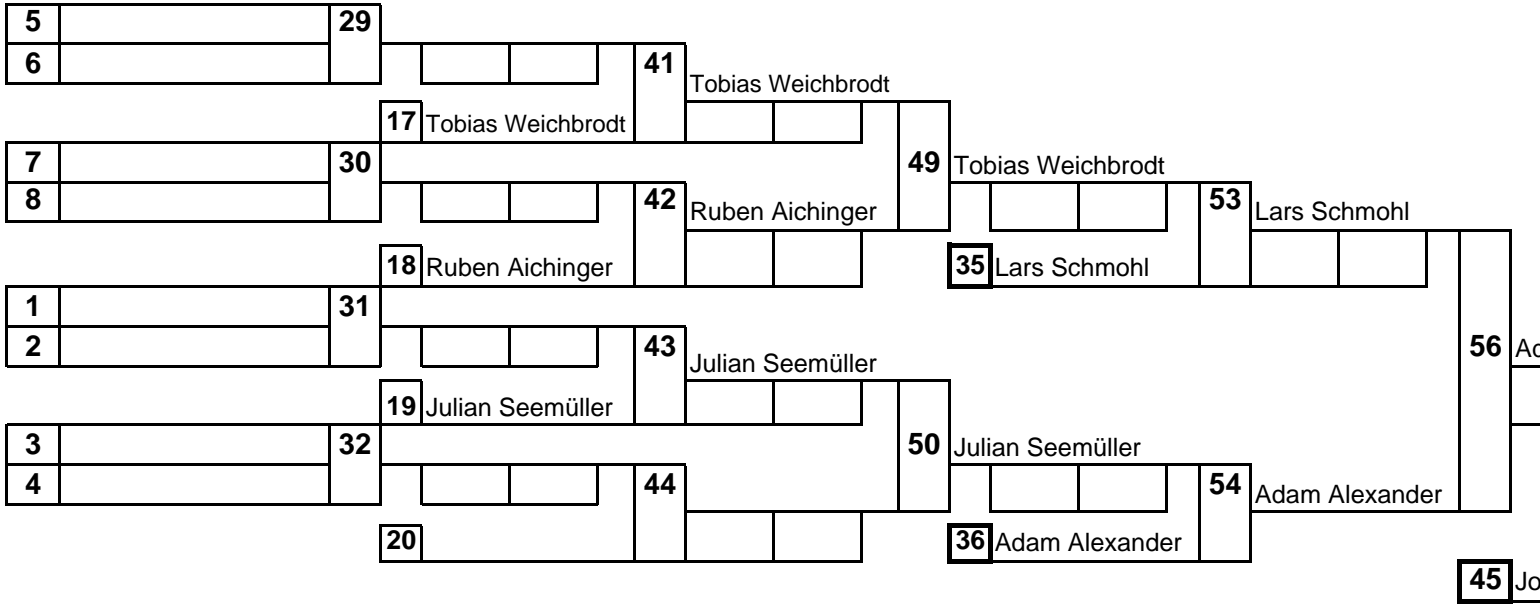 5 29
6 41
Tobias Weichbrodt
17 Tobias Weichbrodt
7 30 49 Tobias Weichbrodt
8 42 Ruben Aichinger 53 Lars Schmohl
18 Ruben Aichinger 35 Lars Schmohl
1 31
2 43 Julian Seemüller 56
19 Julian Seemüller
3 32 50 Julian Seemüller
4 44 54 Adam Alexander
20 36 Adam Alexander
45